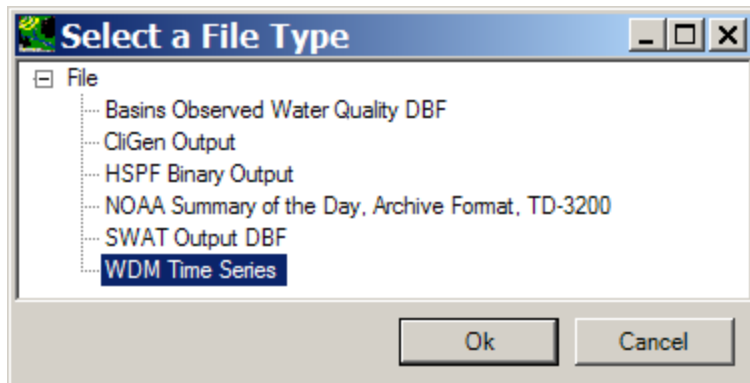 Select a File Type
File
Basins Observed Water Quality DBF
CliGen Output
HSPF Binary Output
NOAA Summary of the Day, Archive Format, TD-3200
SWAT Output DBF
WDM Time Series
Ok Cancel